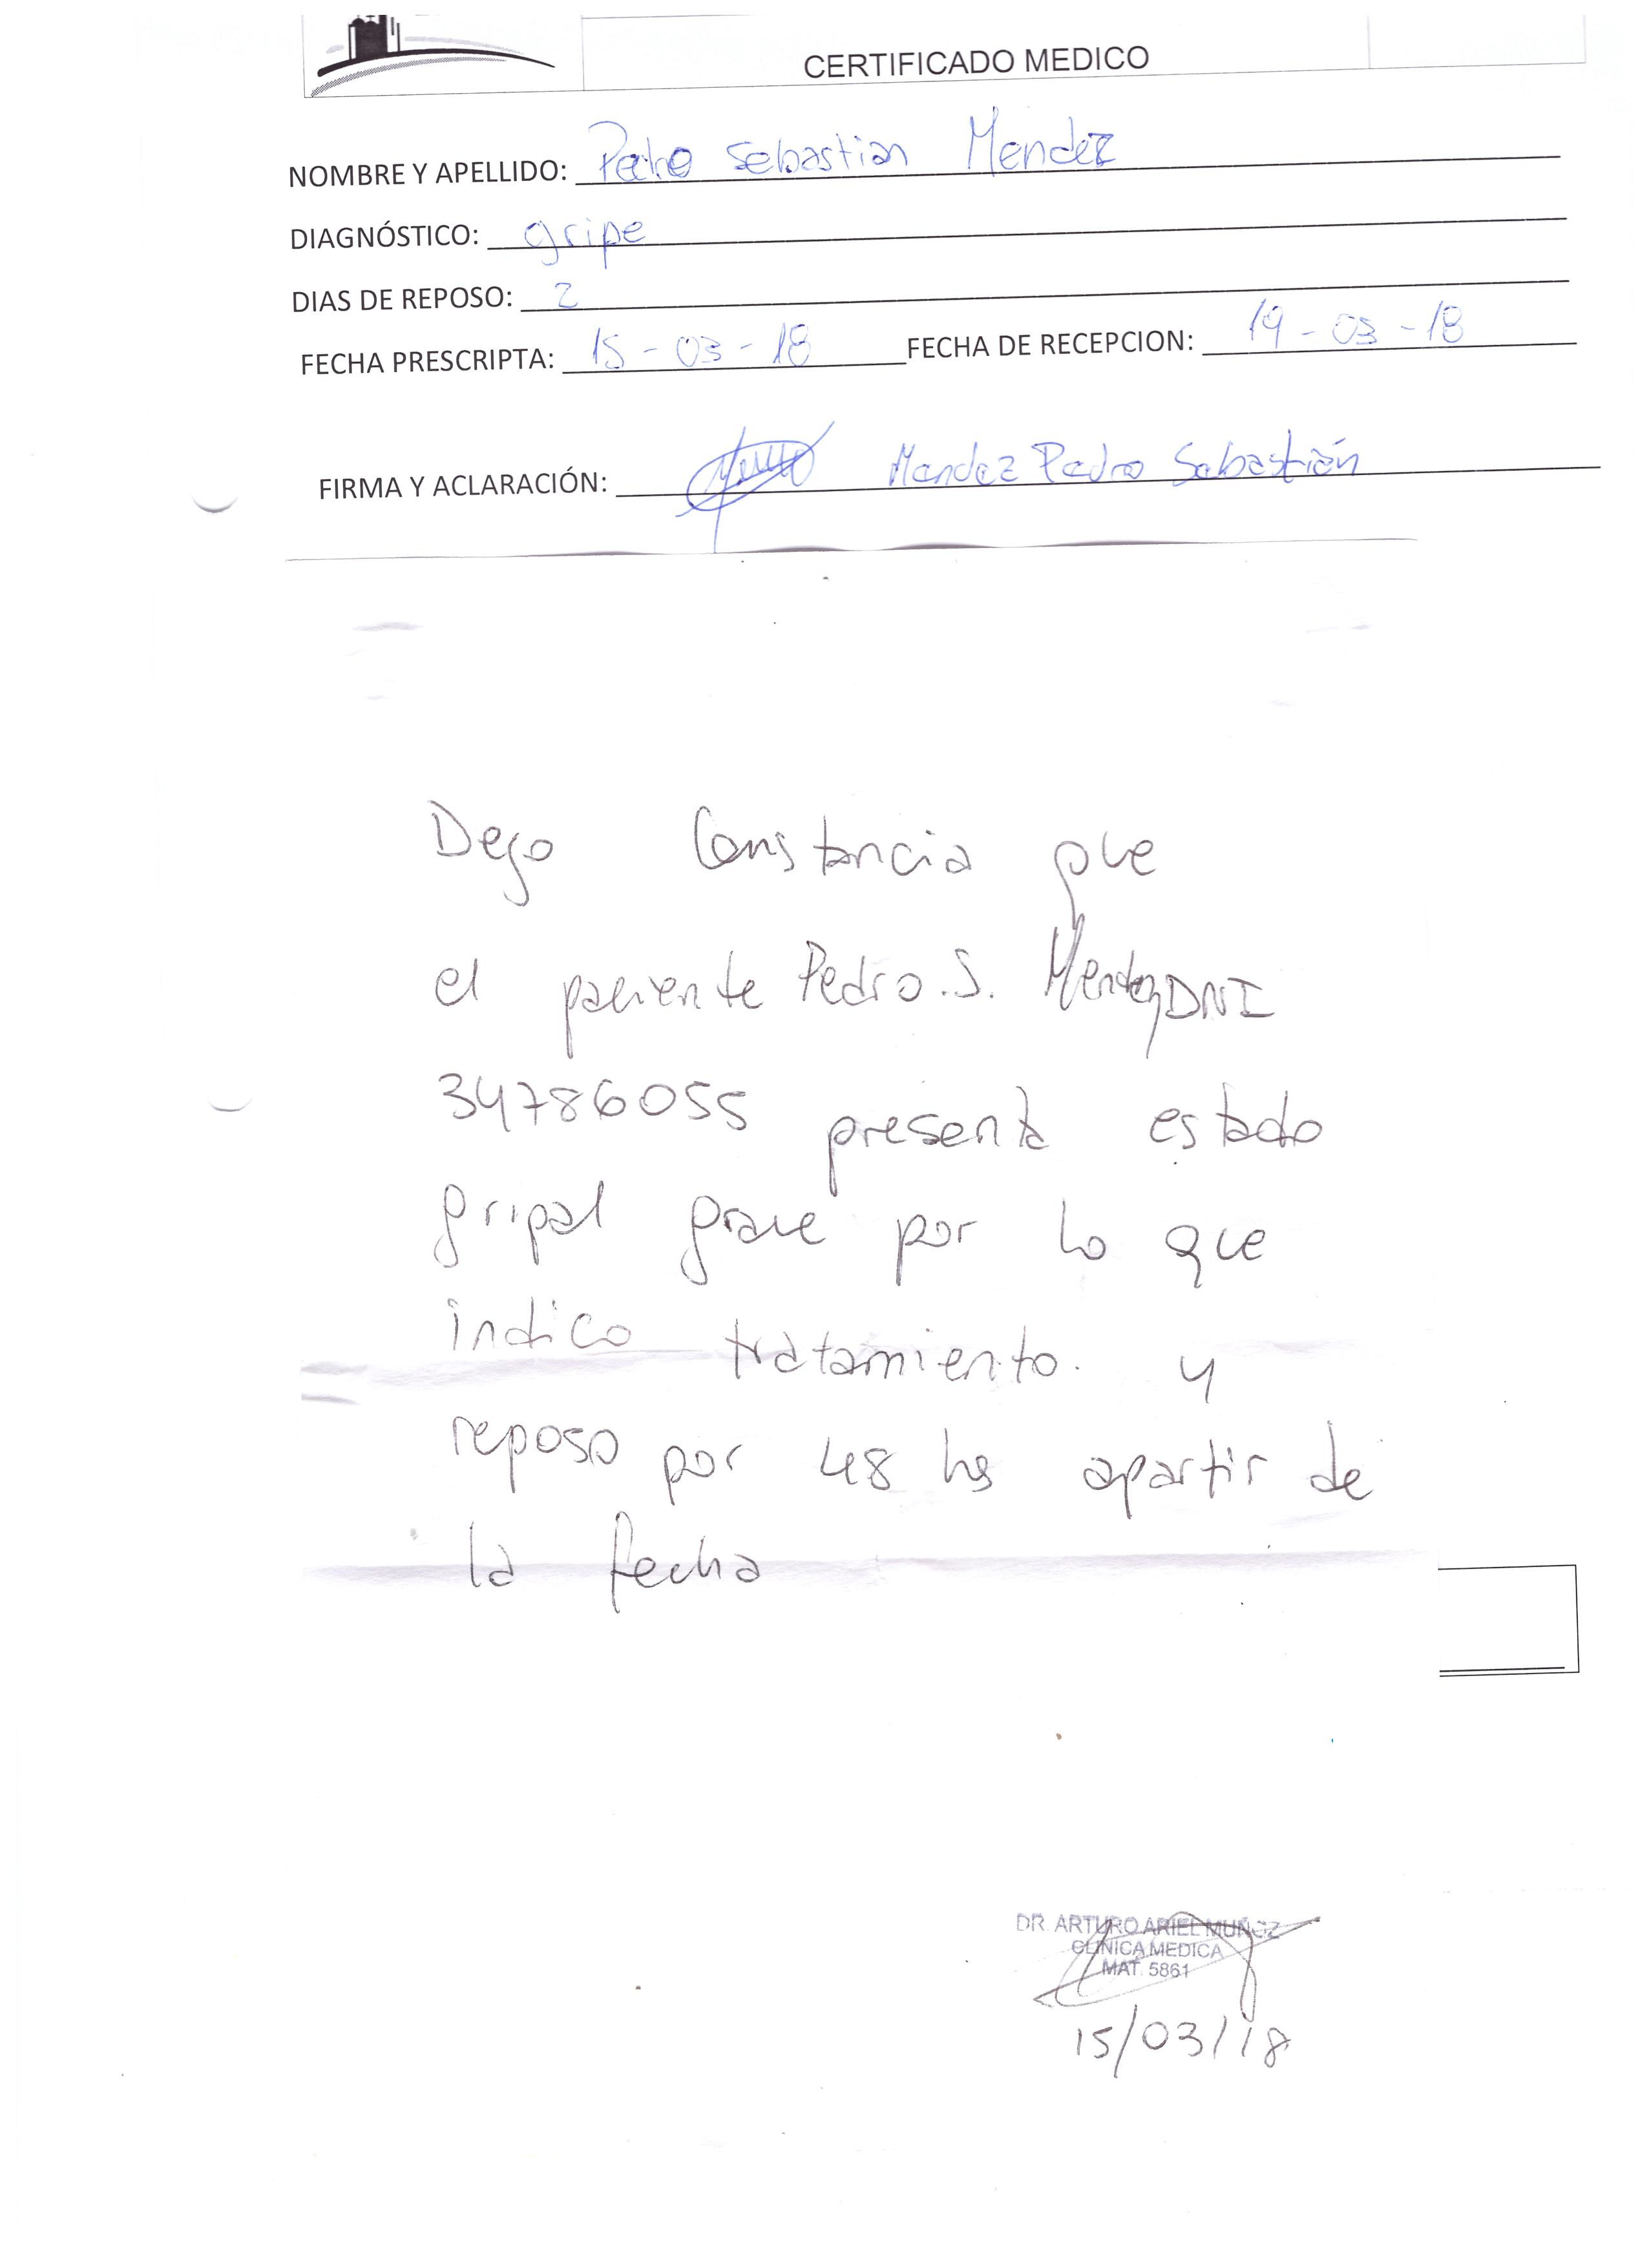 CERTIFICADO MEDICO
NOMBRE Y APELLIDO: Pedro Sebastian Mendez
DIAGNÓSTICO: gripe
DIAS DE REPOSO: 2
FECHA PRESCRIPTA: 15-03-18 FECHA DE RECEPCION: 19-03-18
FIRMA Y ACLARACIÓN: Mendez Pedro Sebastián
Dejo Constancia que
el paciente Pedro.S. Mendez DNI
34786055 presenta estado
gripal grave por lo que
indico tratamiento. y
reposo por 48 hs apartir de
la fecha
DR. ARTURO ARIEL MUÑOZ
CLINICA MEDICA
MAT. 5861
15/03/18